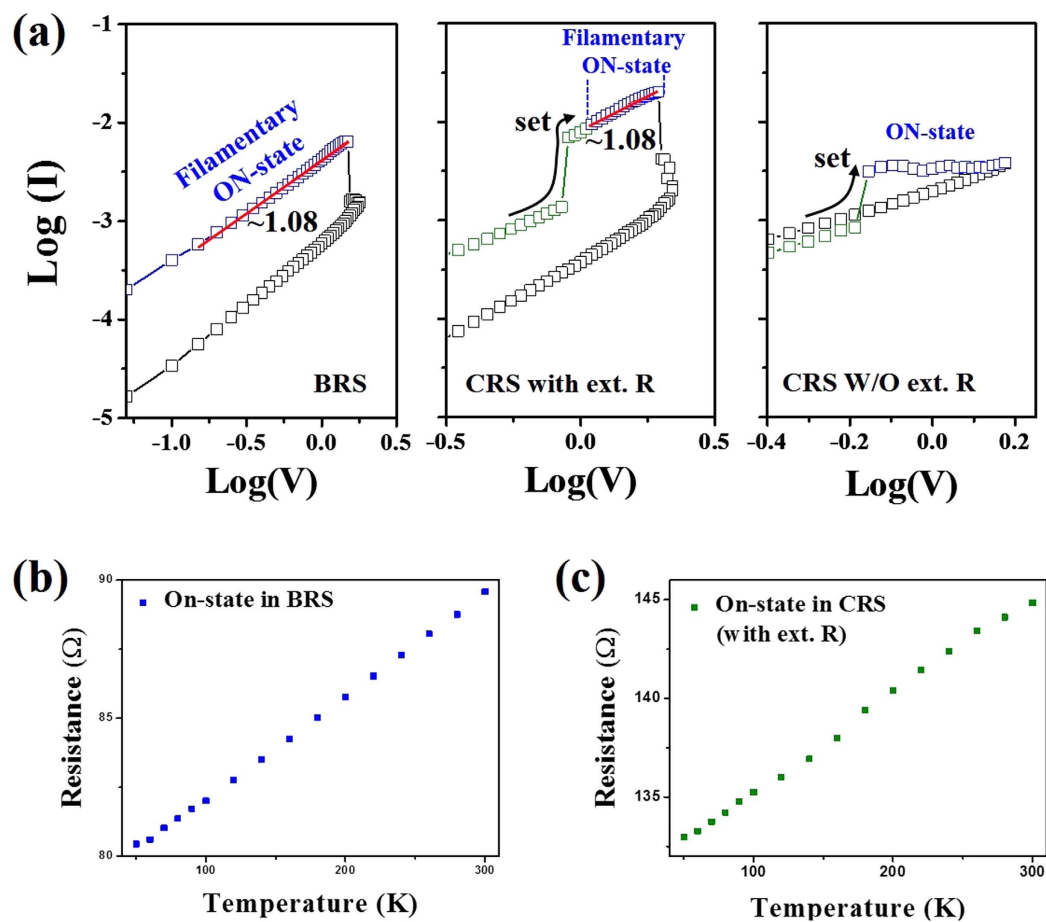 (a)
Log (I)
-1
-2
-3
-4
-5
Filamentary
ON-state
~1.08
BRS
-1.0
-0.5
0.0
0.5
Log(V)
Filamentary
ON-state
set
~1.08
CRS with ext. R
-0.5
0.0
0.5
Log(V)
ON-state
set
CRS W/O ext. R
-0.4
-0.2
0.0
0.2
Log(V)
(b)
Resistance (Ω)
90
85
80
On-state in BRS
100
200
300
Temperature (K)
(c)
Resistance (Ω)
145
140
135
On-state in CRS
(with ext. R)
100
200
300
Temperature (K)